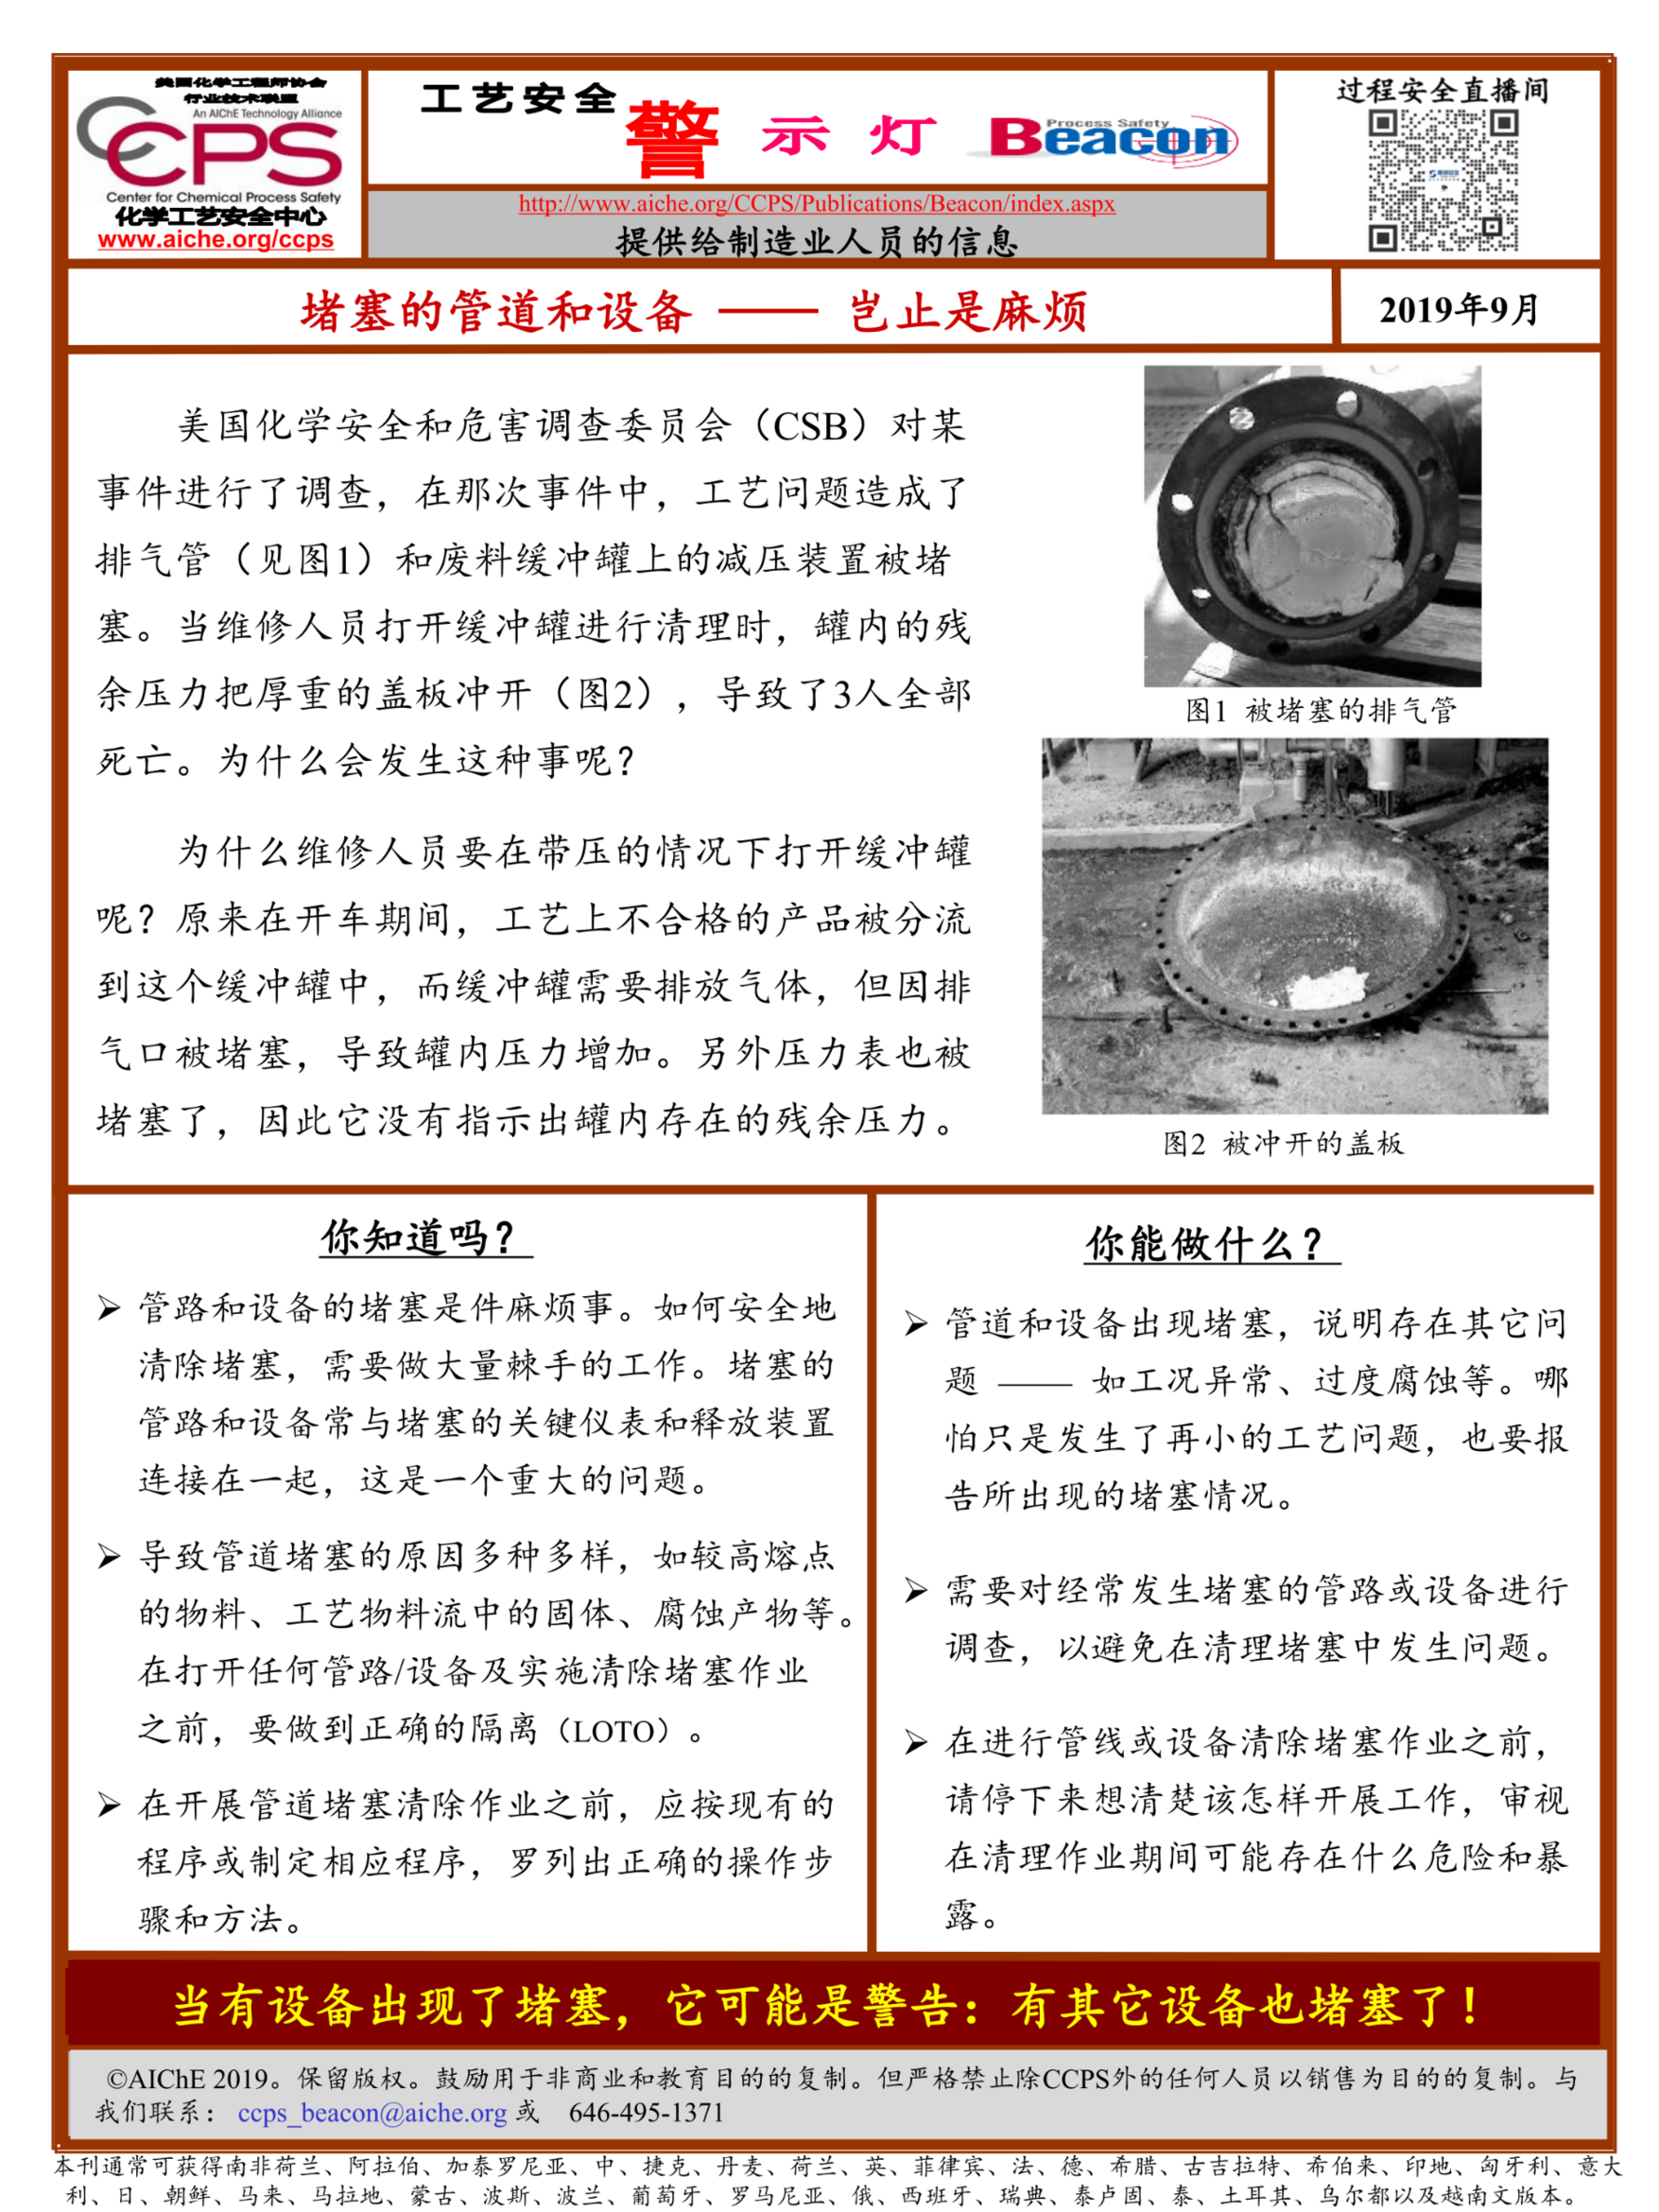 美国化学工程师协会
行业技术联盟
An AIChE Technology Alliance
CCPS
Center for Chemical Process Safety
化学工艺安全中心
www.aiche.org/ccps
工艺安全
警示灯
Process Safety
Beacon
http://www.aiche.org/CCPS/Publications/Beacon/index.aspx
提供给制造业人员的信息
过程安全直播间
堵塞的管道和设备 —— 岂止是麻烦
2019年9月
美国化学安全和危害调查委员会（CSB）对某
事件进行了调查，在那次事件中，工艺问题造成了
排气管（见图1）和废料缓冲罐上的减压装置被堵
塞。当维修人员打开缓冲罐进行清理时，罐内的残
余压力把厚重的盖板冲开（图2），导致了3人全部
死亡。为什么会发生这种事呢？
为什么维修人员要在带压的情况下打开缓冲罐
呢？原来在开车期间，工艺上不合格的产品被分流
到这个缓冲罐中，而缓冲罐需要排放气体，但因排
气口被堵塞，导致罐内压力增加。另外压力表也被
堵塞了，因此它没有指示出罐内存在的残余压力。
图1 被堵塞的排气管
图2 被冲开的盖板
你知道吗？
➢ 管路和设备的堵塞是件麻烦事。如何安全地
清除堵塞，需要做大量棘手的工作。堵塞的
管路和设备常与堵塞的关键仪表和释放装置
连接在一起，这是一个重大的问题。
➢ 导致管道堵塞的原因多种多样，如较高熔点
的物料、工艺物料流中的固体、腐蚀产物等。
在打开任何管路/设备及实施清除堵塞作业
之前，要做到正确的隔离（LOTO）。
➢ 在开展管道堵塞清除作业之前，应按现有的
程序或制定相应程序，罗列出正确的操作步
骤和方法。
你能做什么？
➢ 管道和设备出现堵塞，说明存在其它问
题 —— 如工况异常、过度腐蚀等。哪
怕只是发生了再小的工艺问题，也要报
告所出现的堵塞情况。
➢ 需要对经常发生堵塞的管路或设备进行
调查，以避免在清理堵塞中发生问题。
➢ 在进行管线或设备清除堵塞作业之前，
请停下来想清楚该怎样开展工作，审视
在清理作业期间可能存在什么危险和暴
露。
当有设备出现了堵塞，它可能是警告：有其它设备也堵塞了！
©AIChE 2019。保留版权。鼓励用于非商业和教育目的的复制。但严格禁止除CCPS外的任何人员以销售为目的的复制。与
我们联系： ccps_beacon@aiche.org 或 646-495-1371
本刊通常可获得南非荷兰、阿拉伯、加泰罗尼亚、中、捷克、丹麦、荷兰、英、菲律宾、法、德、希腊、古吉拉特、希伯来、印地、匈牙利、意大
利、日、朝鲜、马来、马拉地、蒙古、波斯、波兰、葡萄牙、罗马尼亚、俄、西班牙、瑞典、泰卢固、泰、土耳其、乌尔都以及越南文版本。